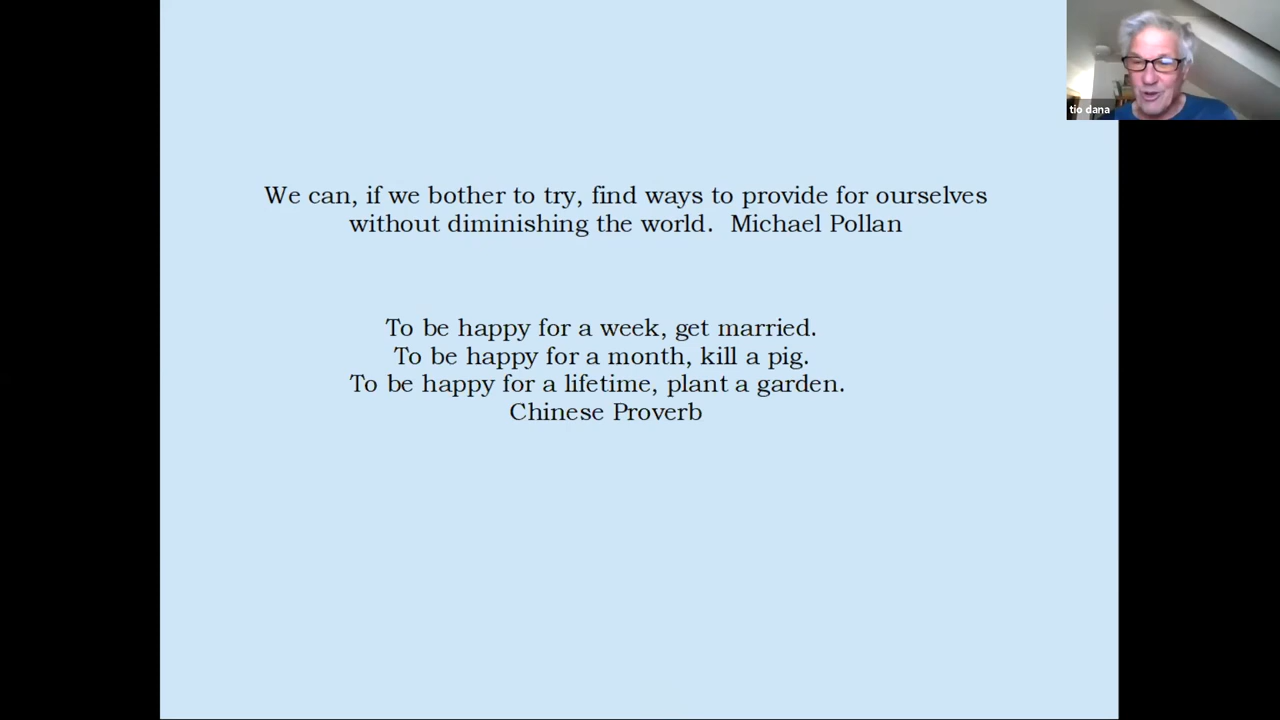 We can, if we bother to try, find ways to provide for ourselves
without diminishing the world.  Michael Pollan
To be happy for a week, get married.
To be happy for a month, kill a pig.
To be happy for a lifetime, plant a garden.
Chinese Proverb
tio dana